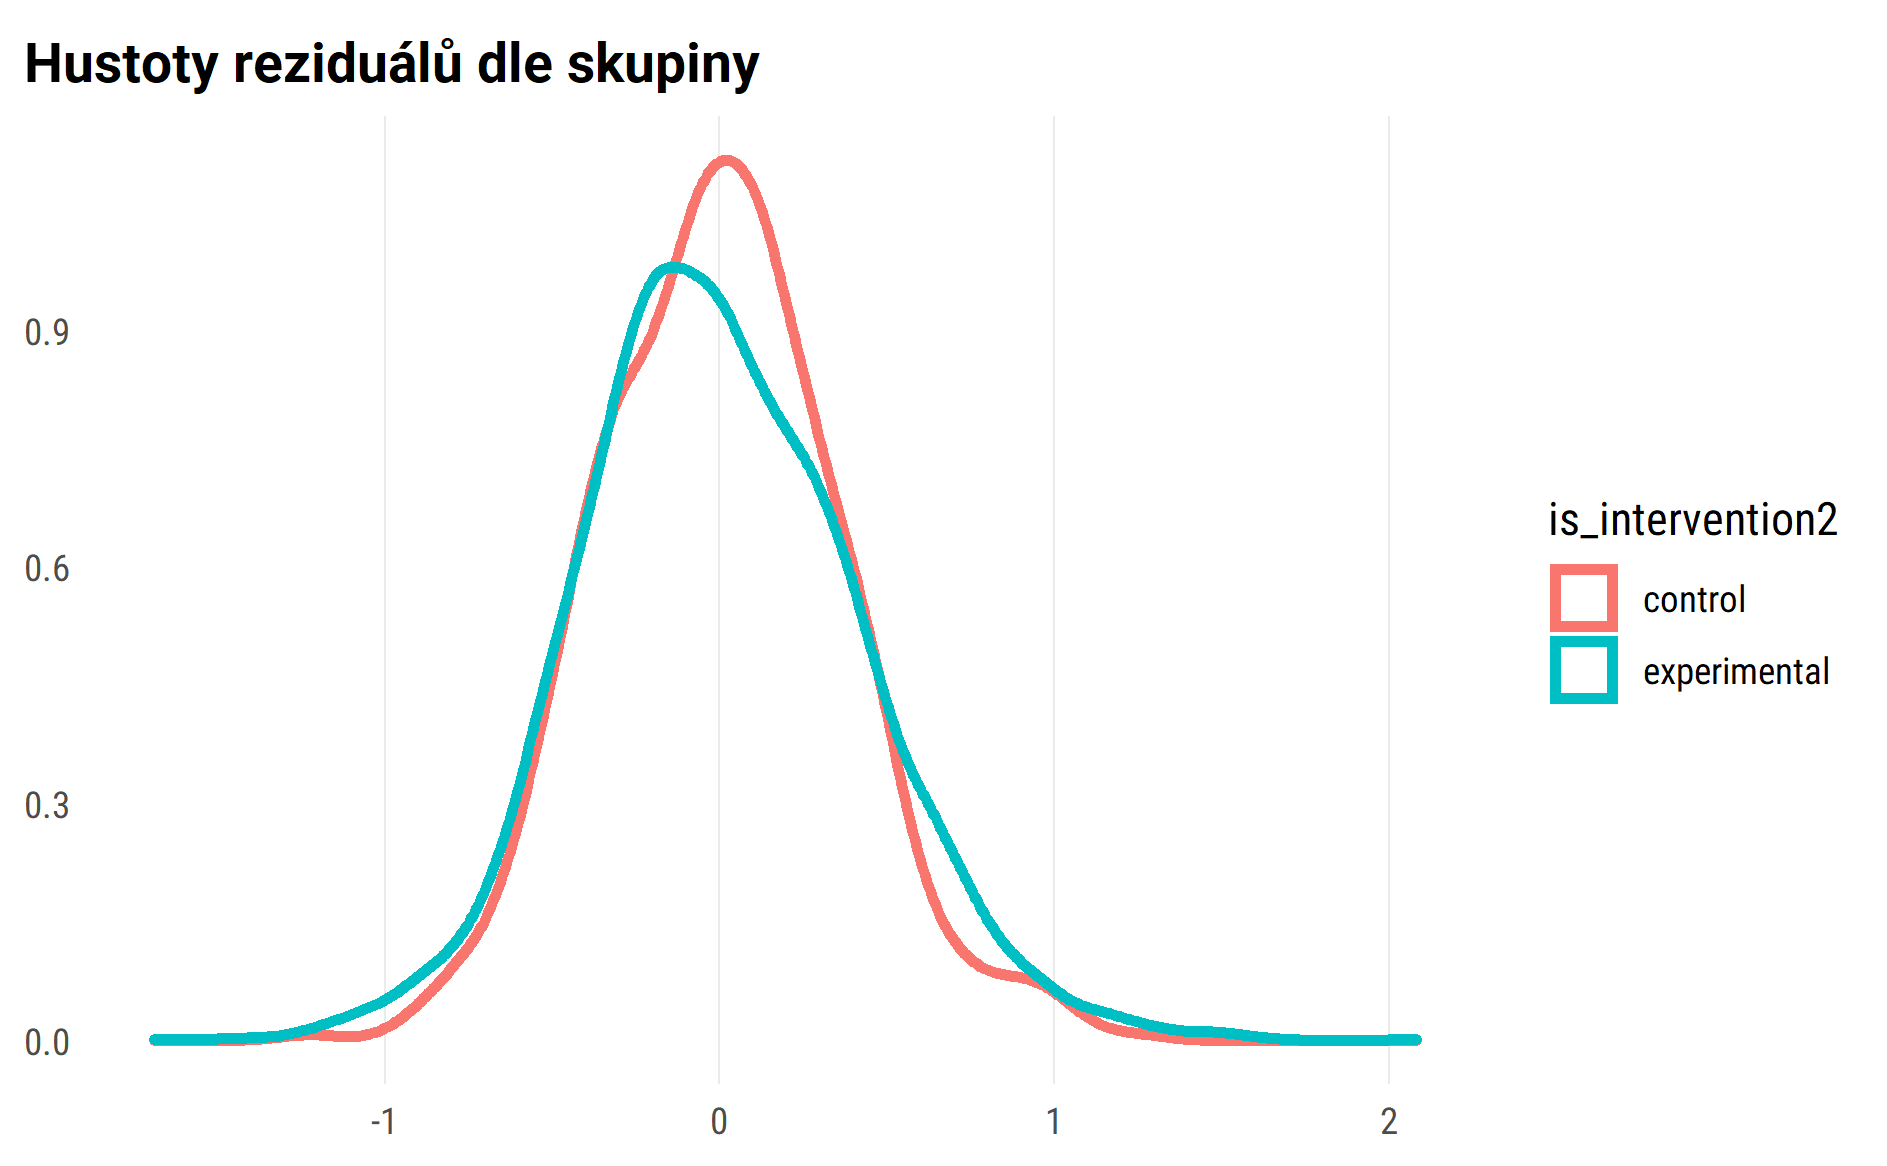 Hustoty reziduálů dle skupiny
0.9
0.6
0.3
0.0
-1
0
1
2
is_intervention2
control
experimental